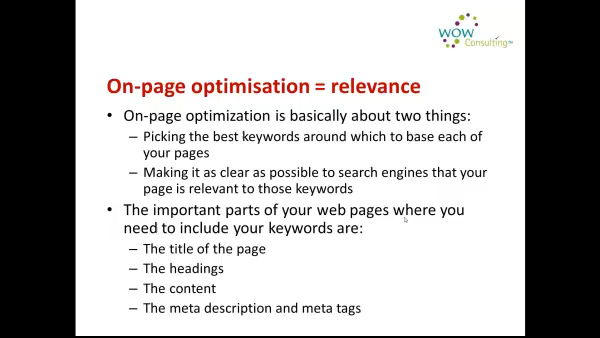 wow
Consulting
On-page optimisation = relevance
• On-page optimization is basically about two things:
– Picking the best keywords around which to base each of
your pages
– Making it as clear as possible to search engines that your
page is relevant to those keywords
• The important parts of your web pages where you
need to include your keywords are:
– The title of the page
– The headings
– The content
– The meta description and meta tags